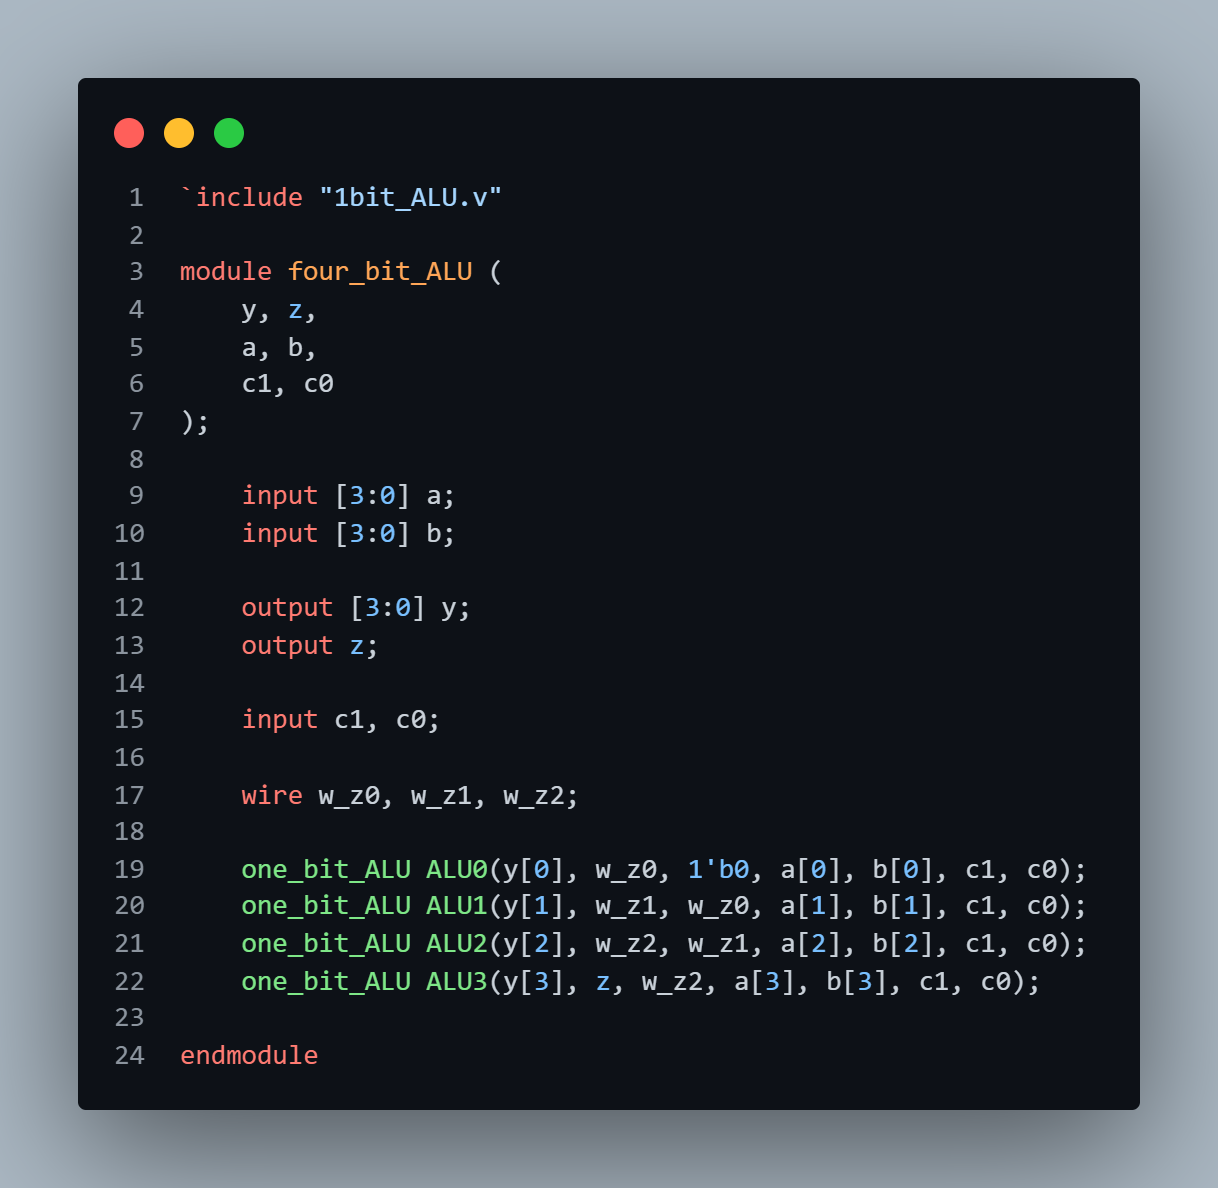 1 `include "1bit_ALU.v"
2
3 module four_bit_ALU (
4     y, z,
5     a, b,
6     c1, c0
7 );
8
9     input [3:0] a;
10     input [3:0] b;
11
12     output [3:0] y;
13     output z;
14
15     input c1, c0;
16
17     wire w_z0, w_z1, w_z2;
18
19     one_bit_ALU ALU0(y[0], w_z0, 1'b0, a[0], b[0], c1, c0);
20     one_bit_ALU ALU1(y[1], w_z1, w_z0, a[1], b[1], c1, c0);
21     one_bit_ALU ALU2(y[2], w_z2, w_z1, a[2], b[2], c1, c0);
22     one_bit_ALU ALU3(y[3], z, w_z2, a[3], b[3], c1, c0);
23
24 endmodule